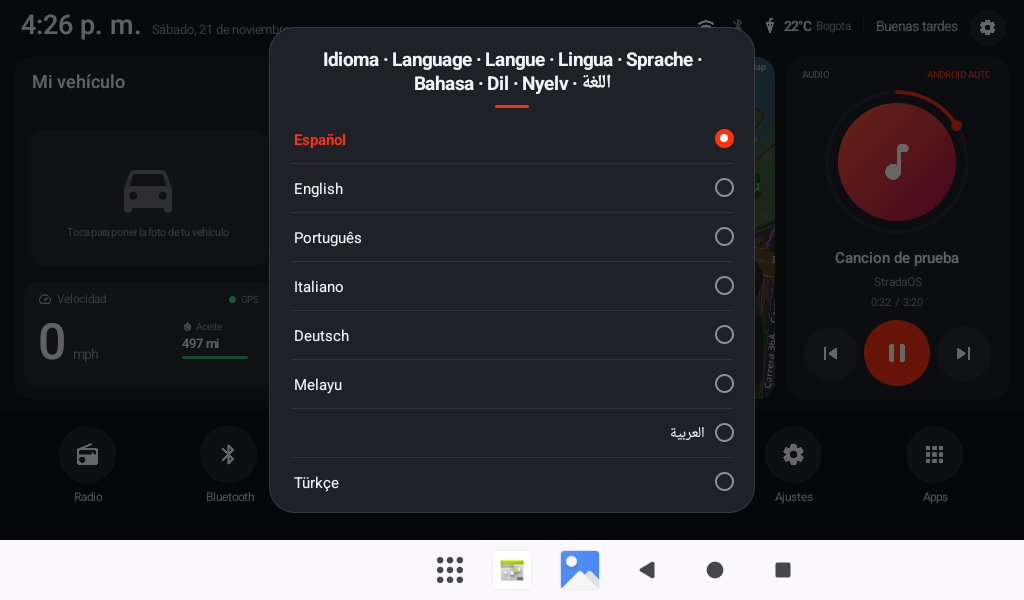 4:26 p. m.
Sábado, 21 de noviembre
22°C Bogota
Buenas tardes
Idioma · Language · Langue · Lingua · Sprache ·
Bahasa · Dil · Nyelv · اللغة
Español
English
Português
Italiano
Deutsch
Melayu
العربية
Türkçe
Mi vehículo
Toca para poner la foto de tu vehículo
Velocidad
GPS
0 mph
Aceite
497 mi
Carrera 36A
AUDIO
ANDROID AUTO
Cancion de prueba
StradaOS
0:32 / 3:20
Radio
Bluetooth
Ajustes
Apps